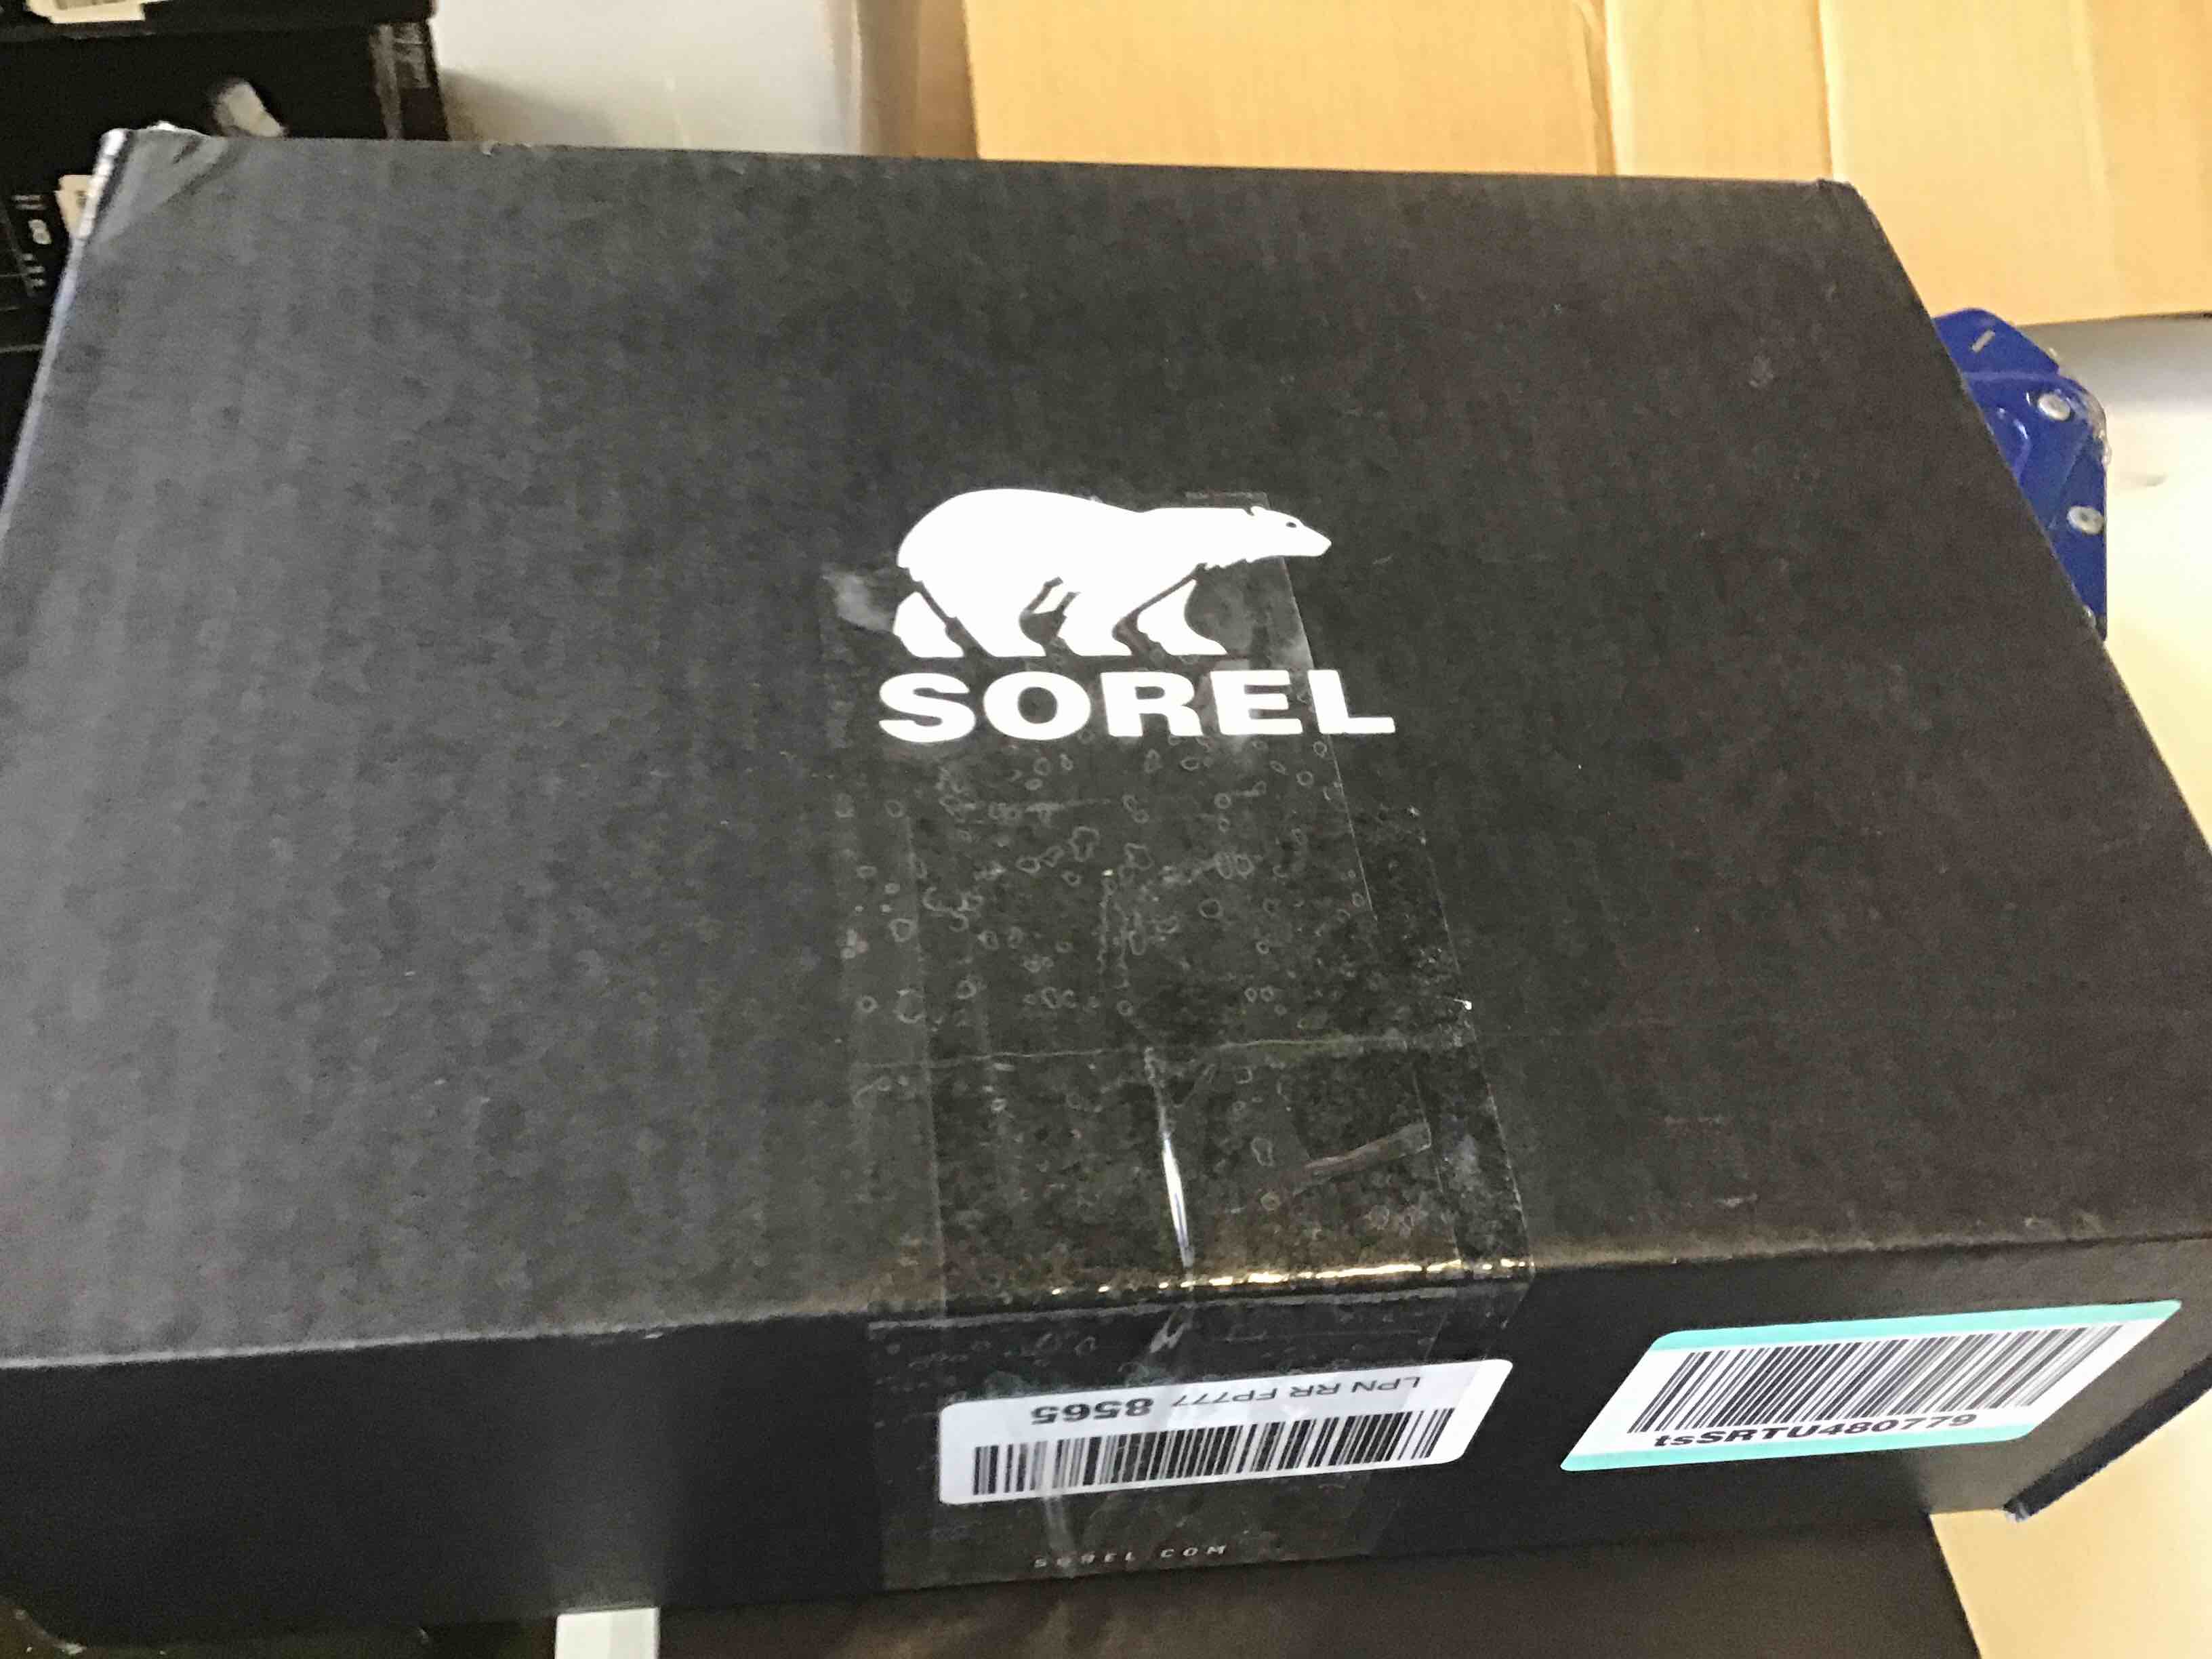 SOREL
LPN RR FP777 8565
tsSRTU480779
SOREL.COM